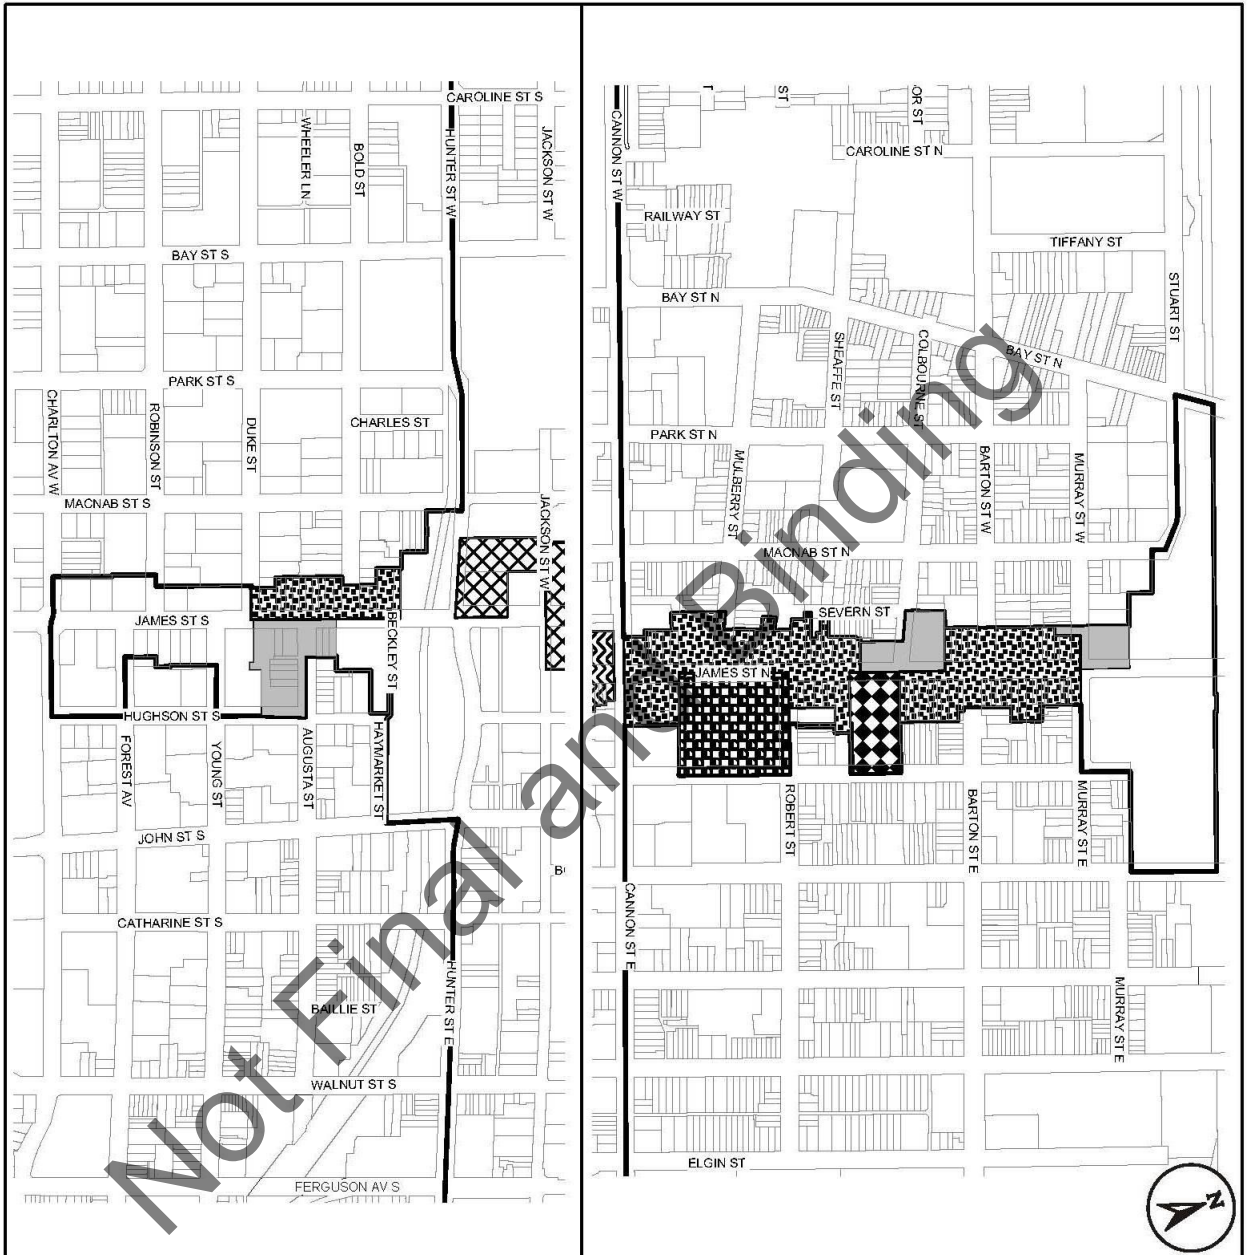 CAROLINE ST S
HUNTER ST W
JACKSON ST W
WHEELER LN
BOLD ST
BAY ST S
PARK ST S
CHARLES ST
CHARLTON AV W
ROBINSON ST
DUKE ST
MACNAB ST S
JACKSON ST W
JAMES ST S
BECKLEY ST
HUGHSON ST S
FOREST AV
YOUNG ST
AUGUSTA ST
HAYMARKET ST
JOHN ST S
CATHARINE ST S
BAILLIE ST
HUNTER ST E
WALNUT ST S
FERGUSON AV S
ST
OR ST
CANNON ST W
CAROLINE ST N
RAILWAY ST
TIFFANY ST
STUART ST
BAY ST N
SHEAFFE ST
COLBOURNE ST
BAY ST N
PARK ST N
MULBERRY ST
BARTON ST W
MURRAY ST W
MACNAB ST N
SEVERN ST
JAMES ST N
ROBERT ST
BARTON ST E
MURRAY ST E
CANNON ST E
MURRAY ST E
ELGIN ST
N
Not Final and Binding